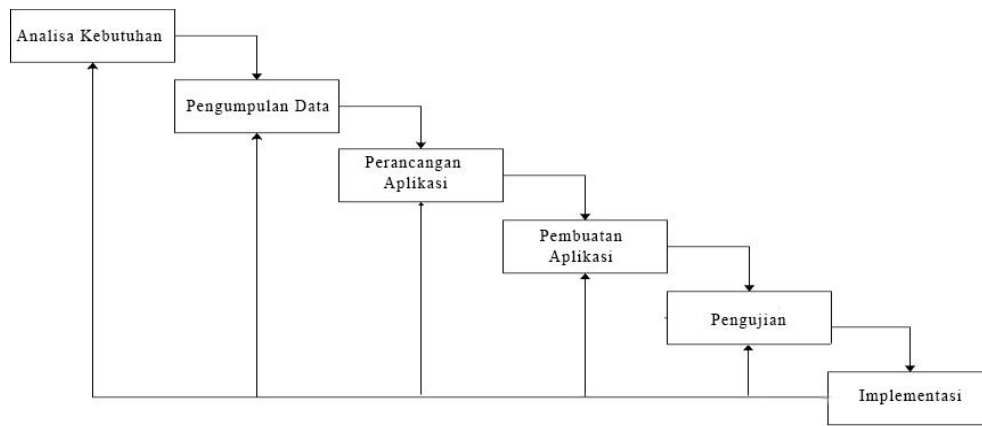 Analisa Kebutuhan
Pengumpulan Data
Perancangan
Aplikasi
Pembuatan
Aplikasi
Pengujian
Implementasi